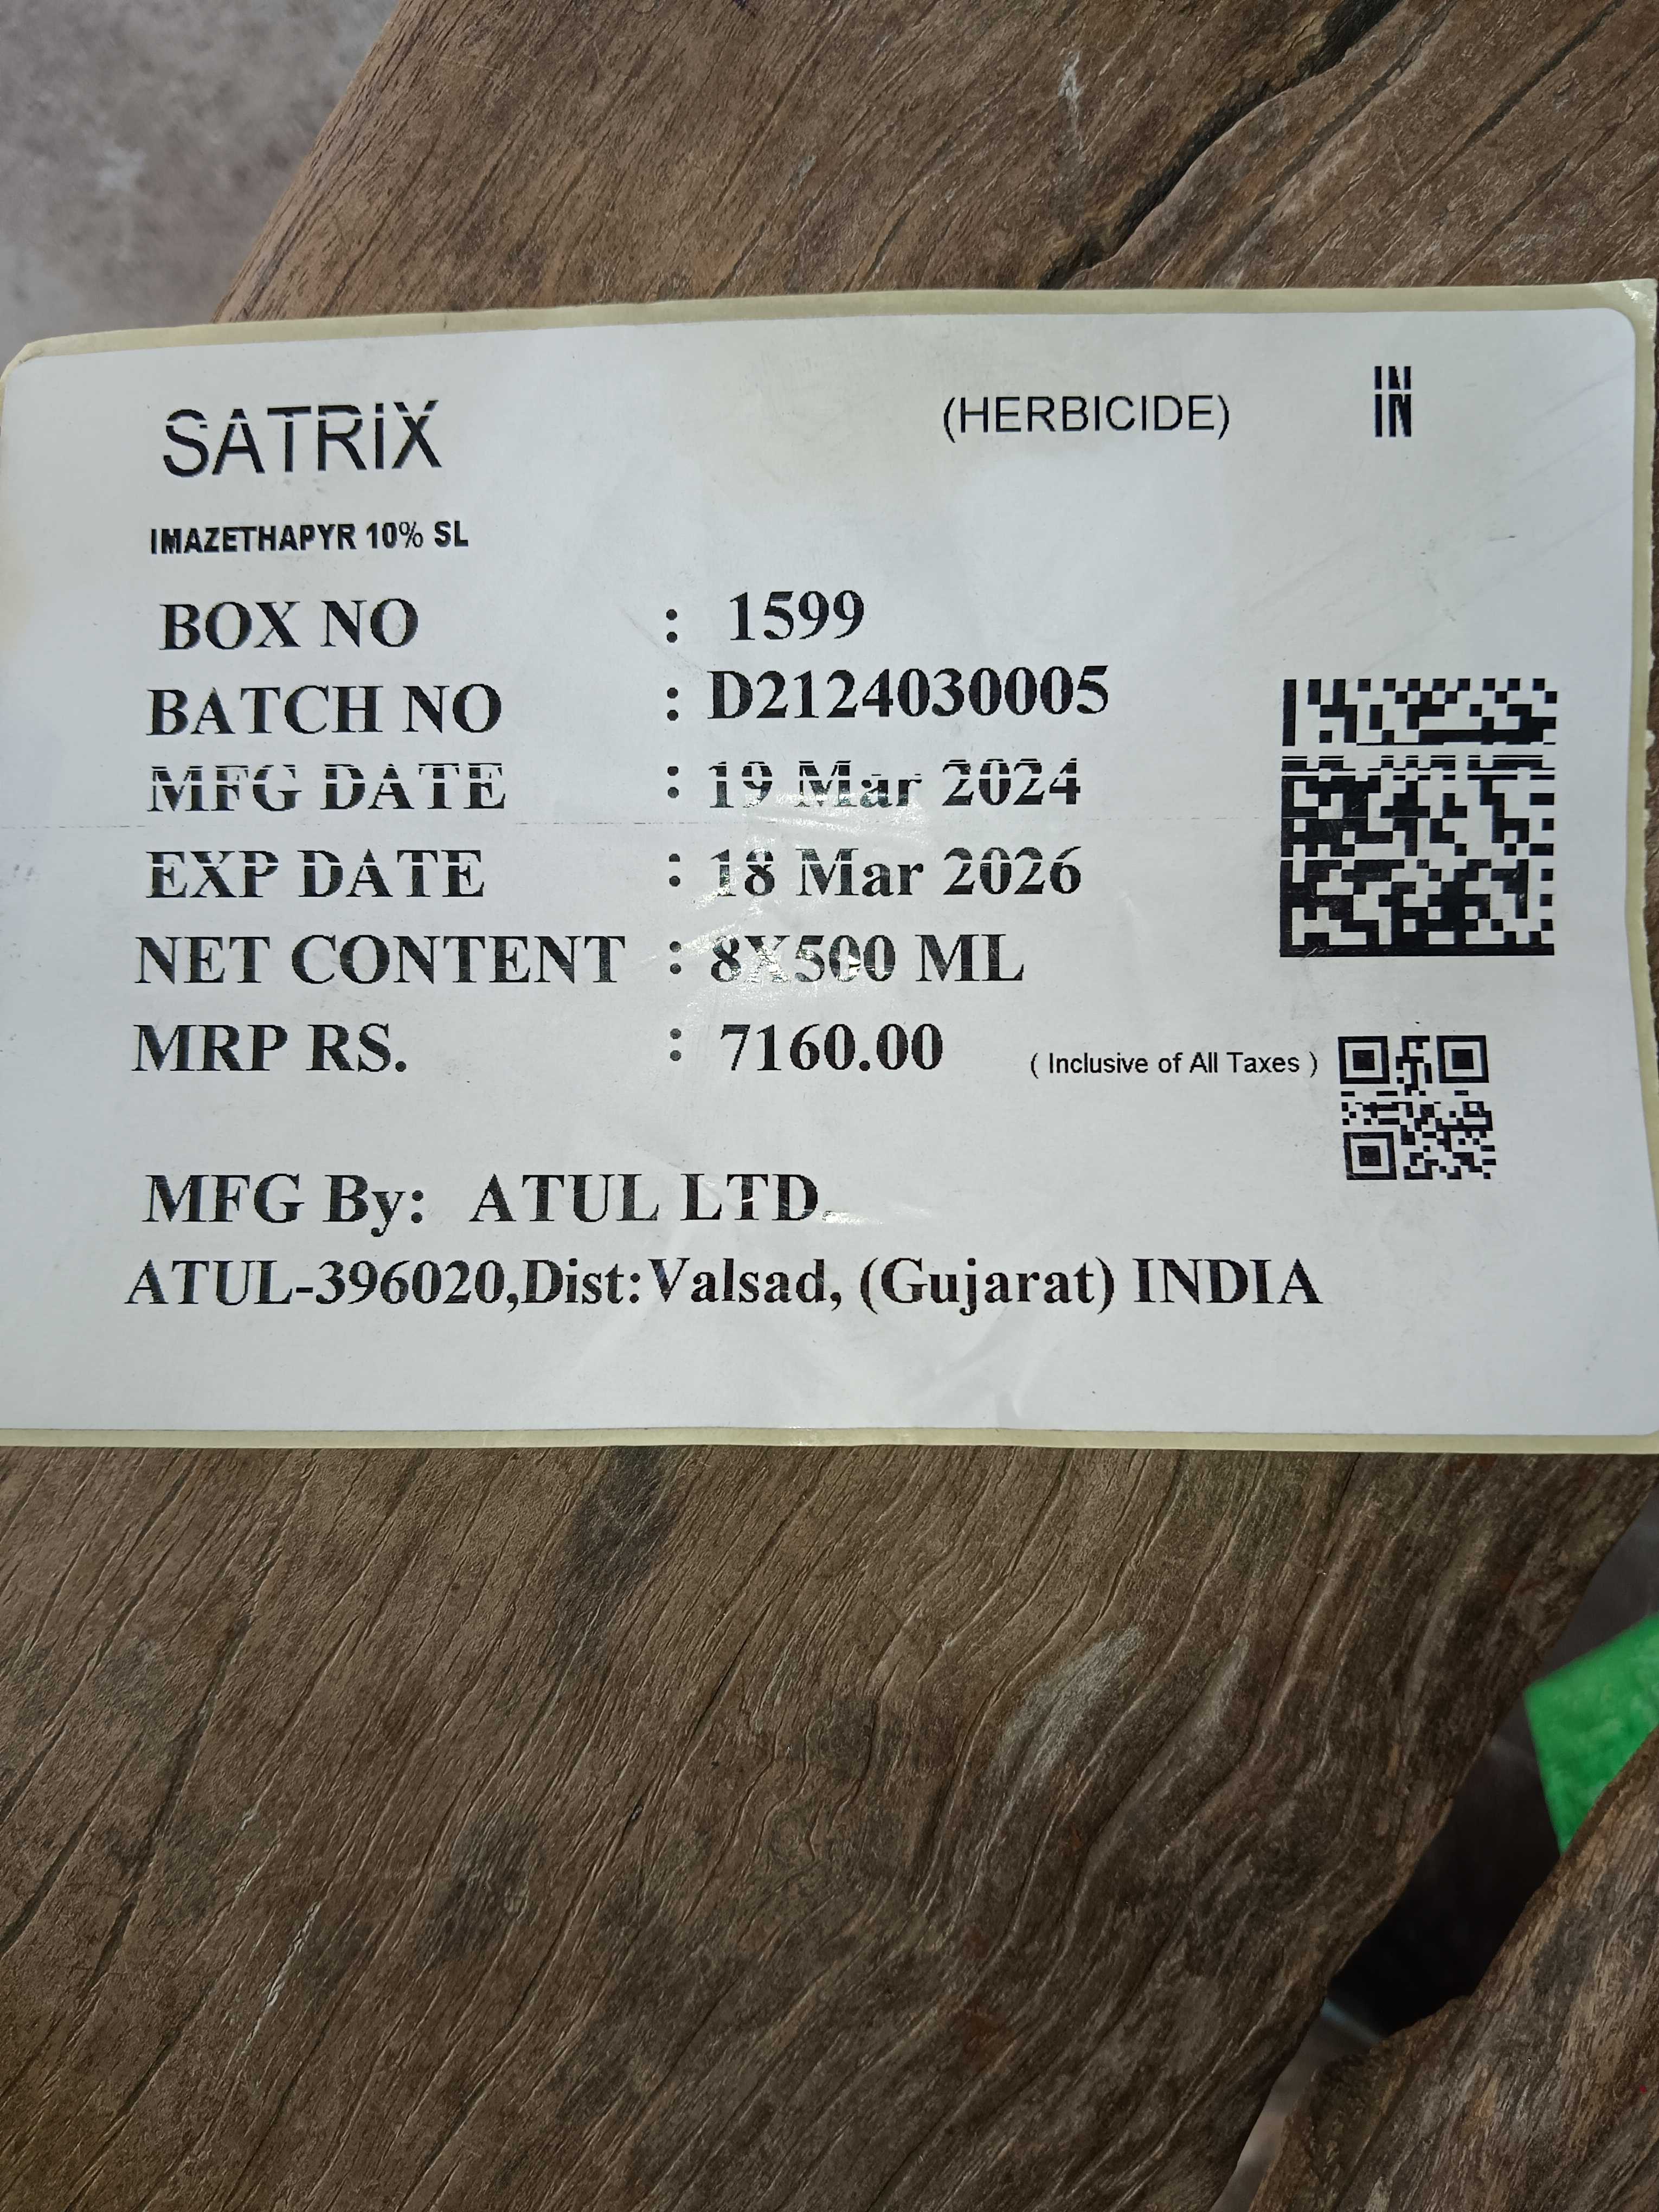 SATRIX (HERBICIDE) IN
IMAZETHAPYR 10% SL
BOX NO : 1599
BATCH NO : D2124030005
MFG DATE : 19 Mar 2024
EXP DATE : 18 Mar 2026
NET CONTENT : 8X500 ML
MRP RS. : 7160.00 ( Inclusive of All Taxes )
MFG By: ATUL LTD.
ATUL-396020,Dist:Valsad, (Gujarat) INDIA